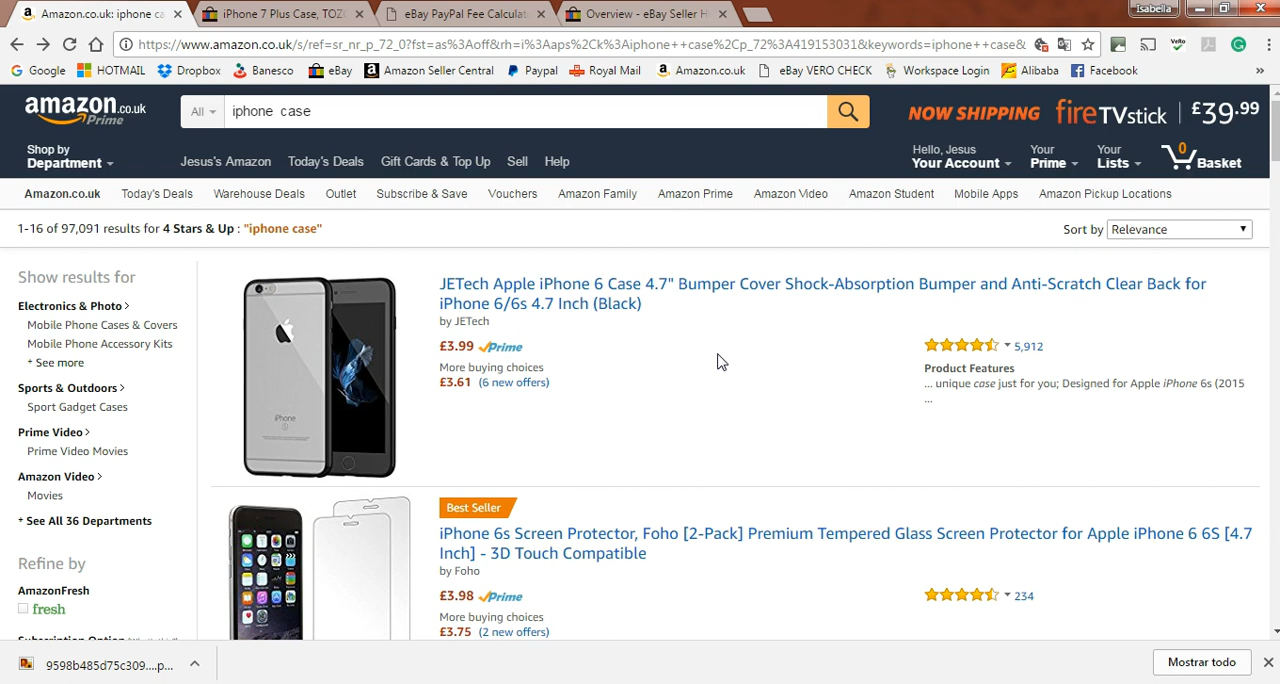 Amazon.co.uk: iphone ca
iPhone 7 Plus Case, TOZO
eBay PayPal Fee Calculat
Overview - eBay Seller H
isabella
https://www.amazon.co.uk/s/ref=sr_nr_p_72_0?fst=as%3Aoff&rh=i%3Aaps%2Ck%3Aiphone++case%2Cp_72%3A419153031&keywords=iphone++case&
Google
HOTMAIL
Dropbox
Banesco
eBay
Amazon Seller Central
Paypal
Royal Mail
Amazon.co.uk
eBay VERO CHECK
Workspace Login
Alibaba
Facebook
»
amazon.co.uk
Prime
All
iphone  case
NOW SHIPPING fireTVstick £39.99
Shop by
Department
Jesus's Amazon
Today's Deals
Gift Cards & Top Up
Sell
Help
Hello, Jesus
Your Account
Your
Prime
Your
Lists
0
Basket
Amazon.co.uk
Today's Deals
Warehouse Deals
Outlet
Subscribe & Save
Vouchers
Amazon Family
Amazon Prime
Amazon Video
Amazon Student
Mobile Apps
Amazon Pickup Locations
1-16 of 97,091 results for 4 Stars & Up : "iphone case"
Sort by
Relevance
Show results for
Electronics & Photo
Mobile Phone Cases & Covers
Mobile Phone Accessory Kits
+ See more
Sports & Outdoors
Sport Gadget Cases
Prime Video
Prime Video Movies
Amazon Video
Movies
+ See All 36 Departments
Refine by
AmazonFresh
fresh
iPhone
JETech Apple iPhone 6 Case 4.7" Bumper Cover Shock-Absorption Bumper and Anti-Scratch Clear Back for
iPhone 6/6s 4.7 Inch (Black)
by JETech
£3.99 Prime
More buying choices
£3.61 (6 new offers)
5,912
Product Features
... unique case just for you; Designed for Apple iPhone 6s (2015
...
Best Seller
iPhone 6s Screen Protector, Foho [2-Pack] Premium Tempered Glass Screen Protector for Apple iPhone 6 6S [4.7
Inch] - 3D Touch Compatible
by Foho
£3.98 Prime
More buying choices
£3.75 (2 new offers)
234
9598b485d75c309....p...
Mostrar todo